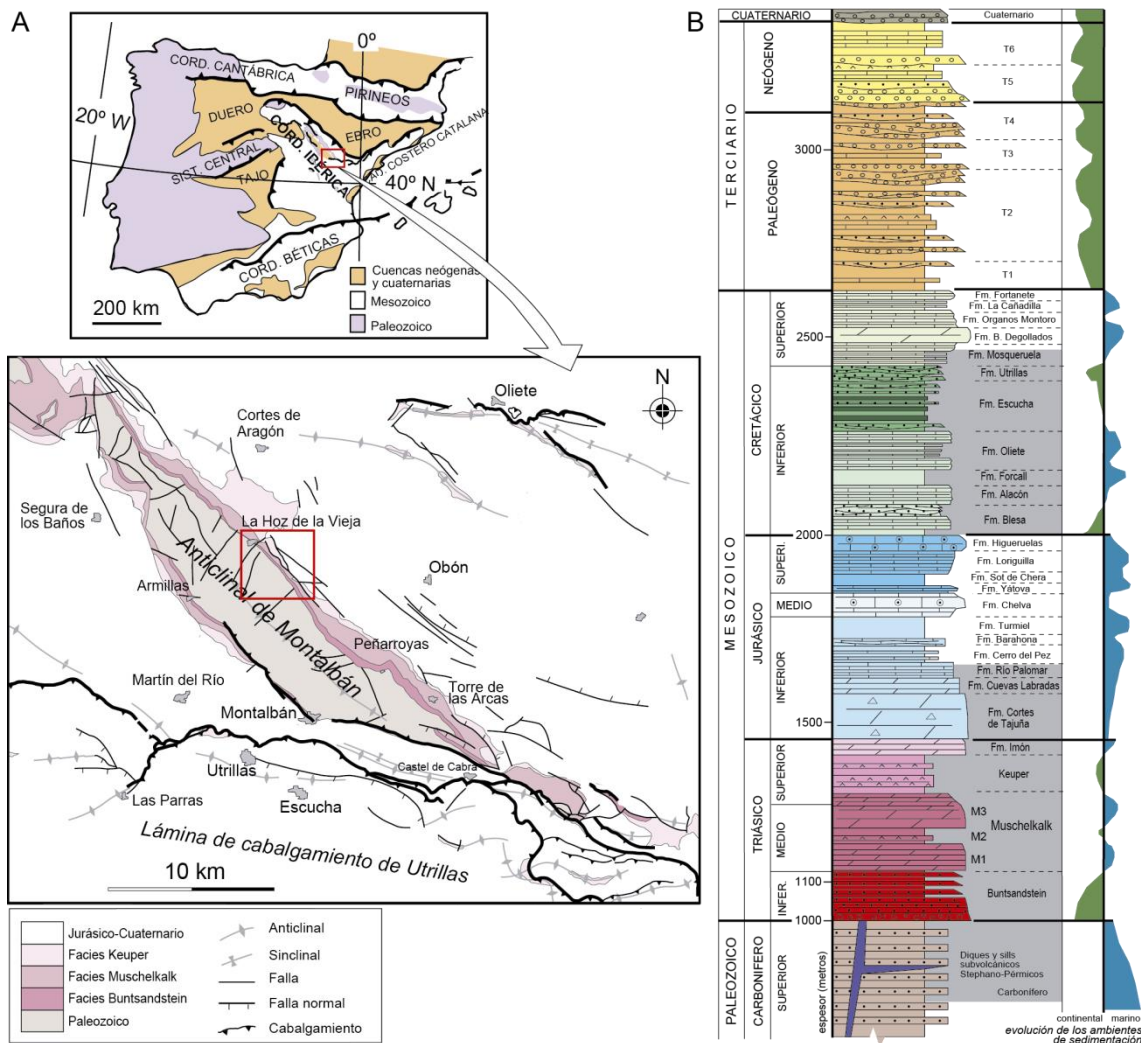 A
CORD. CANTÁBRICA
0º
PIRINEOS
20º W
DUERO
EBRO
CORD. IBÉRICA
CAD. COSTERO CATALANA
SIST. CENTRAL
TAJO
40º N
CORD. BÉTICAS
200 km
Cuencas neógenas
y cuaternarias
Mesozoico
Paleozoico
N
Oliete
Cortes de
Aragón
Segura de
los Baños
La Hoz de la Vieja
Anticlinal de Montalbán
Obón
Armillas
Peñarroyas
Martín del Río
Torre de
las Arcas
Montalbán
Utrillas
Castel de Cabra
Escucha
Las Parras
Lámina de cabalgamiento de Utrillas
10 km
Jurásico-Cuaternario
Facies Keuper
Facies Muschelkalk
Facies Buntsandstein
Paleozoico
Anticlinal
Sinclinal
Falla
Falla normal
Cabalgamiento
B
CUATERNARIO
Cuaternario
TERCIARIO
NEÓGENO
T6
T5
PALEÓGENO
T4
3000
T3
T2
T1
MESOZOICO
CRETÁCICO
SUPERIOR
Fm. Fortanete
Fm. La Cañadilla
Fm. Organos Montoro
2500
Fm. B. Degollados
Fm. Mosqueruela
INFERIOR
Fm. Utrillas
Fm. Escucha
Fm. Oliete
Fm. Forcall
Fm. Alacón
Fm. Blesa
2000
JURÁSICO
SUPERI.
Fm. Higueruelas
Fm. Loriguilla
Fm. Sot de Chera
Fm. Yátova
MEDIO
Fm. Chelva
INFERIOR
Fm. Turmiel
Fm. Barahona
Fm. Cerro del Pez
Fm. Río Palomar
Fm. Cuevas Labradas
1500
Fm. Cortes
de Tajuña
TRIÁSICO
SUPERIOR
Fm. Imón
Keuper
MEDIO
M3
Muschelkalk
M2
M1
INFER.
1100
Buntsandstein
1000
PALEOZOICO
CARBONIFERO
SUPERIOR
espesor (metros)
Diques y sills
subvolcánicos
Stephano-Pérmicos
Carbonífero
continental
marino
evolución de los ambientes
de sedimentación